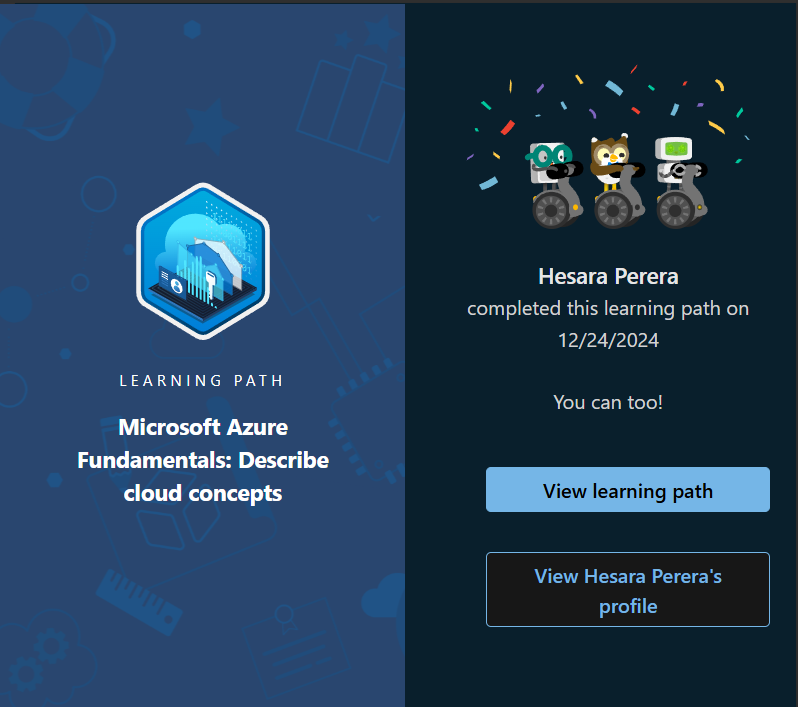 LEARNING PATH
Microsoft Azure
Fundamentals: Describe
cloud concepts
Hesara Perera
completed this learning path on
12/24/2024
You can too!
View learning path
View Hesara Perera's
profile